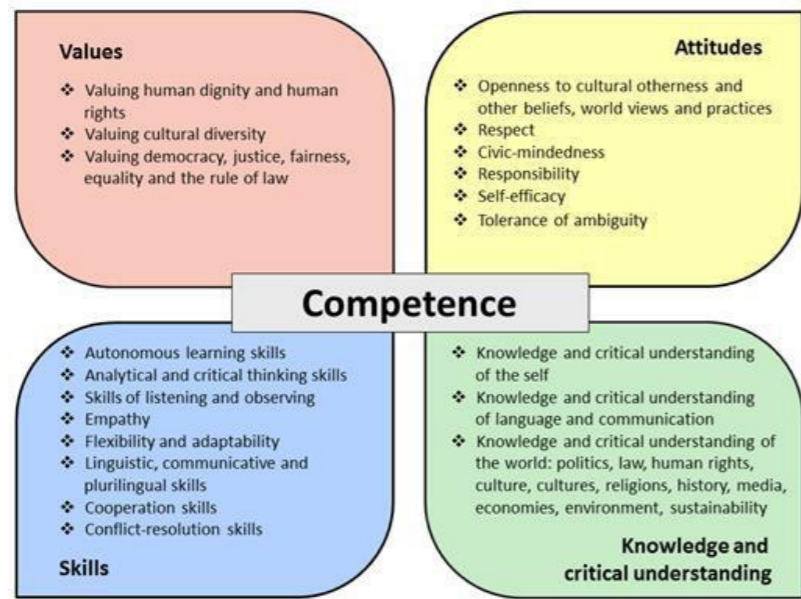 Values
❖ Valuing human dignity and human
rights
❖ Valuing cultural diversity
❖ Valuing democracy, justice, fairness,
equality and the rule of law
Attitudes
❖ Openness to cultural otherness and
other beliefs, world views and practices
❖ Respect
❖ Civic-mindedness
❖ Responsibility
❖ Self-efficacy
❖ Tolerance of ambiguity
Competence
❖ Autonomous learning skills
❖ Analytical and critical thinking skills
❖ Skills of listening and observing
❖ Empathy
❖ Flexibility and adaptability
❖ Linguistic, communicative and
plurilingual skills
❖ Cooperation skills
❖ Conflict-resolution skills
Skills
❖ Knowledge and critical understanding
of the self
❖ Knowledge and critical understanding
of language and communication
❖ Knowledge and critical understanding of
the world: politics, law, human rights,
culture, cultures, religions, history, media,
economies, environment, sustainability
Knowledge and
critical understanding